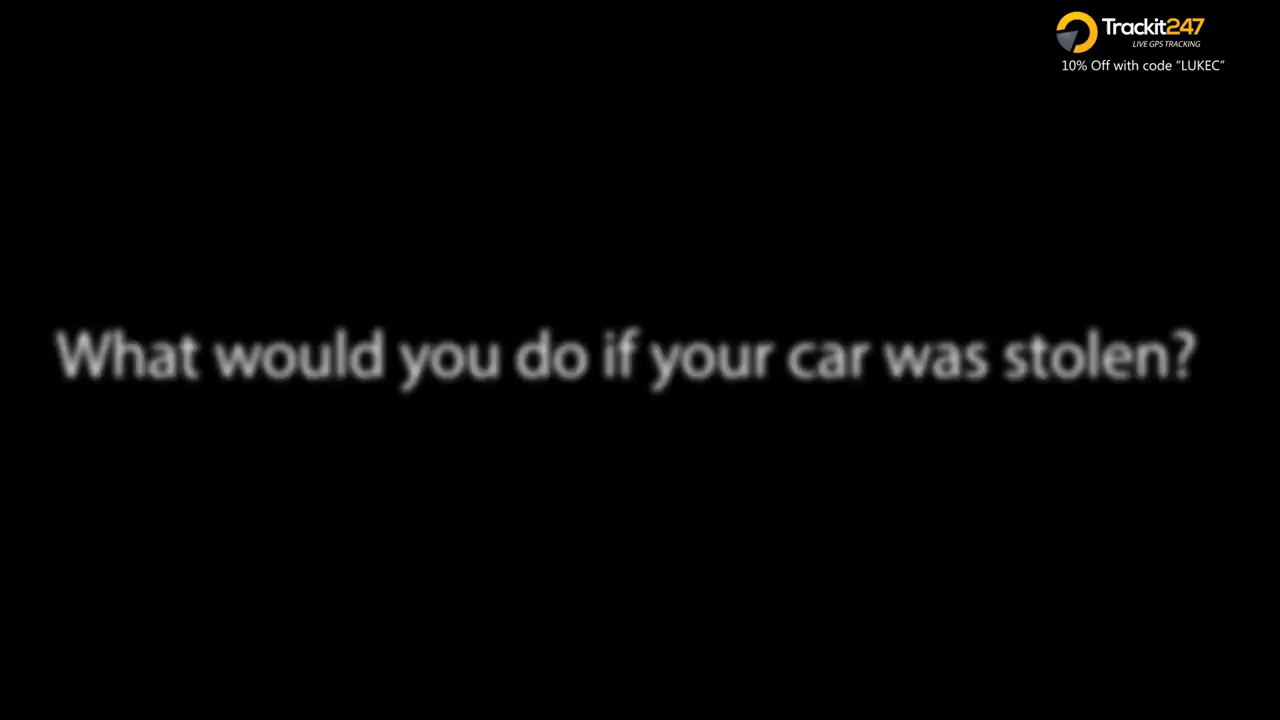 Trackit247
LIVE GPS TRACKING
10% Off with code "LUKEC"
What would you do if your car was stolen?